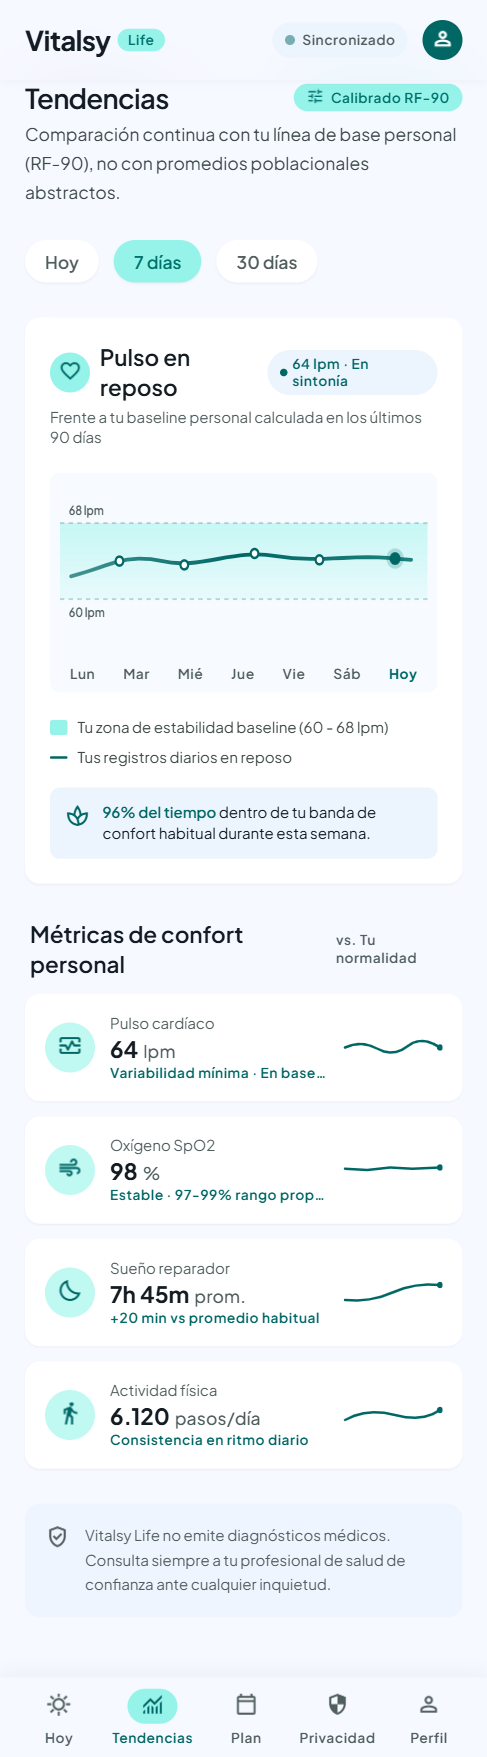 Vitalsy Life Sincronizado
Tendencias Calibrado RF-90
Comparación continua con tu línea de base personal
(RF-90), no con promedios poblacionales
abstractos.
Hoy 7 días 30 días
Pulso en
reposo
64 lpm · En
sintonía
Frente a tu baseline personal calculada en los últimos
90 días
68 lpm
60 lpm
Lun Mar Mié Jue Vie Sáb Hoy
Tu zona de estabilidad baseline (60 - 68 lpm)
Tus registros diarios en reposo
96% del tiempo dentro de tu banda de
confort habitual durante esta semana.
Métricas de confort
personal
vs. Tu
normalidad
Pulso cardíaco
64 lpm
Variabilidad mínima · En base…
Oxígeno SpO2
98 %
Estable · 97-99% rango prop…
Sueño reparador
7h 45m prom.
+20 min vs promedio habitual
Actividad física
6.120 pasos/día
Consistencia en ritmo diario
Vitalsy Life no emite diagnósticos médicos.
Consulta siempre a tu profesional de salud de
confianza ante cualquier inquietud.
Hoy Tendencias Plan Privacidad Perfil